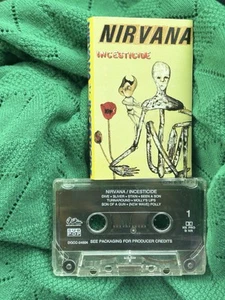 NIRVANA
INCESTICIDE
NIRVANA / INCESTICIDE
DIVE • SLIVER • STAIN • BEEN A SON
TURNAROUND • MOLLY'S LIPS
SON OF A GUN • (NEW WAVE) POLLY
1
SEE PACKAGING FOR PRODUCER CREDITS